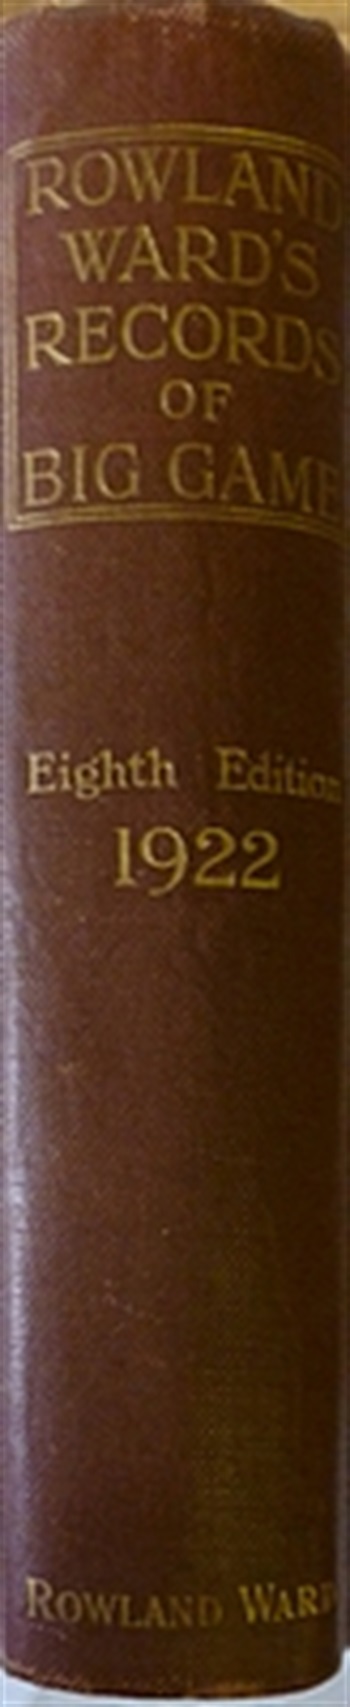 ROWLAND
WARD'S
RECORDS
OF
BIG GAME
Eighth Edition
1922
ROWLAND WARD